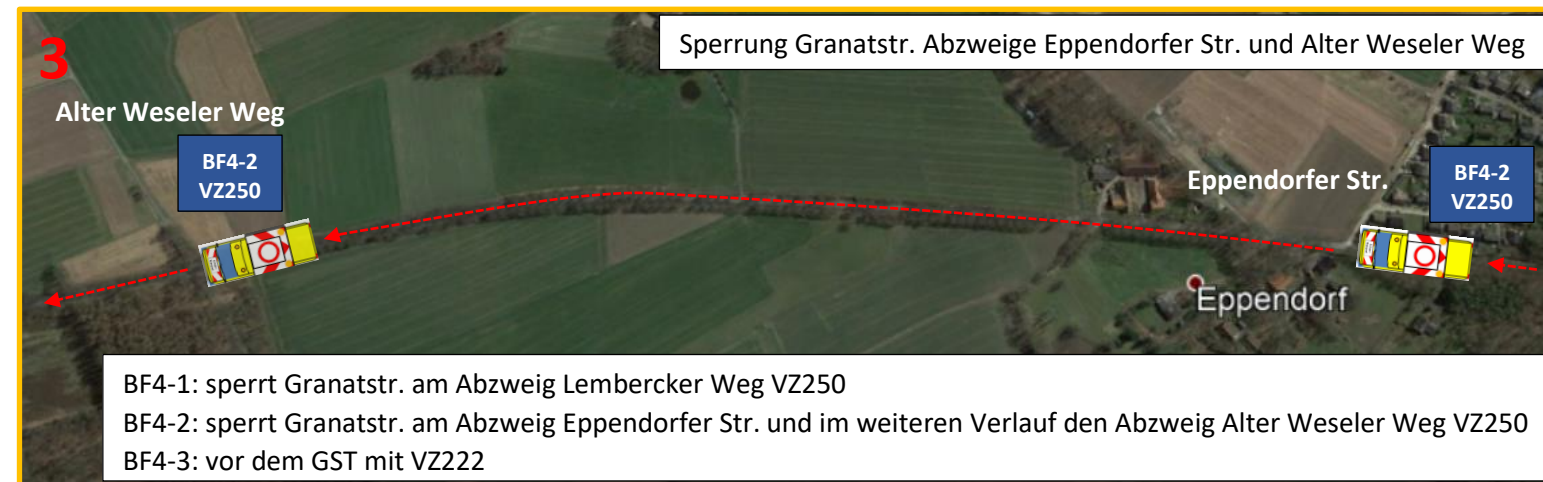 3
Sperrung Granatstr. Abzweige Eppendorfer Str. und Alter Weseler Weg
Alter Weseler Weg
BF4-2
VZ250
Eppendorfer Str.
BF4-2
VZ250
Eppendorf
BF4-1: sperrt Granatstr. am Abzweig Lembercker Weg VZ250
BF4-2: sperrt Granatstr. am Abzweig Eppendorfer Str. und im weiteren Verlauf den Abzweig Alter Weseler Weg VZ250
BF4-3: vor dem GST mit VZ222